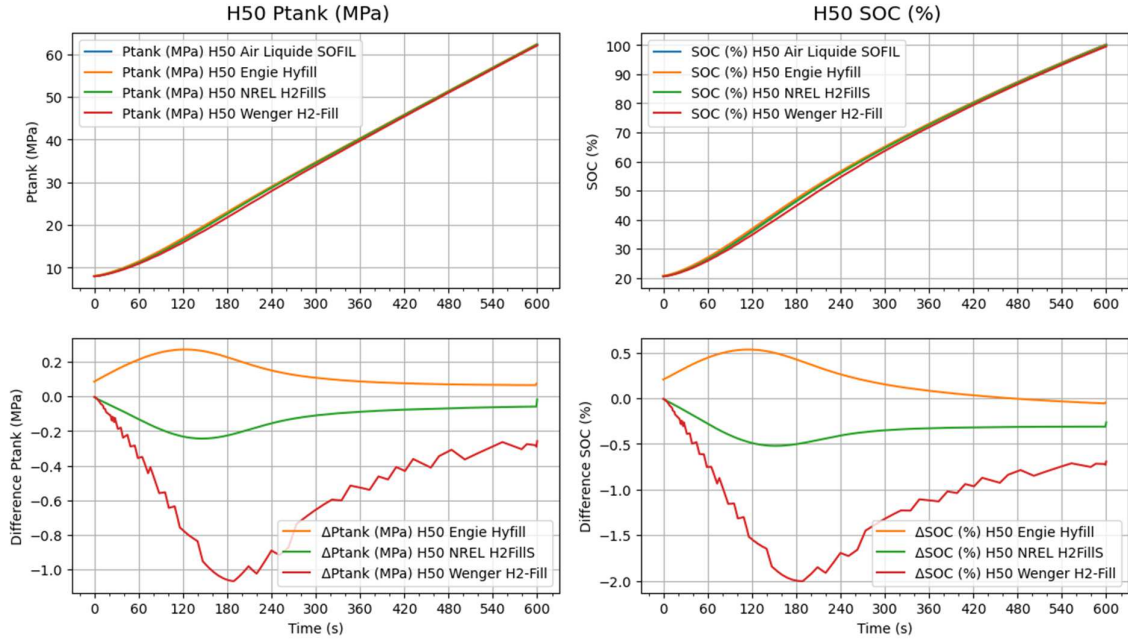 H50 Ptank (MPa)
Ptank (MPa) H50 Air Liquide SOFIL
Ptank (MPa) H50 Engie Hyfill
Ptank (MPa) H50 NREL H2FillS
Ptank (MPa) H50 Wenger H2-Fill
Ptank (MPa)
60
50
40
30
20
10
0 60 120 180 240 300 360 420 480 540 600
H50 SOC (%)
SOC (%) H50 Air Liquide SOFIL
SOC (%) H50 Engie Hyfill
SOC (%) H50 NREL H2FillS
SOC (%) H50 Wenger H2-Fill
SOC (%)
100
90
80
70
60
50
40
30
20
0 60 120 180 240 300 360 420 480 540 600
Difference Ptank (MPa)
0.2
0.0
−0.2
−0.4
−0.6
−0.8
−1.0
ΔPtank (MPa) H50 Engie Hyfill
ΔPtank (MPa) H50 NREL H2FillS
ΔPtank (MPa) H50 Wenger H2-Fill
0 60 120 180 240 300 360 420 480 540 600
Time (s)
Difference SOC (%)
0.5
0.0
−0.5
−1.0
−1.5
−2.0
ΔSOC (%) H50 Engie Hyfill
ΔSOC (%) H50 NREL H2FillS
ΔSOC (%) H50 Wenger H2-Fill
0 60 120 180 240 300 360 420 480 540 600
Time (s)